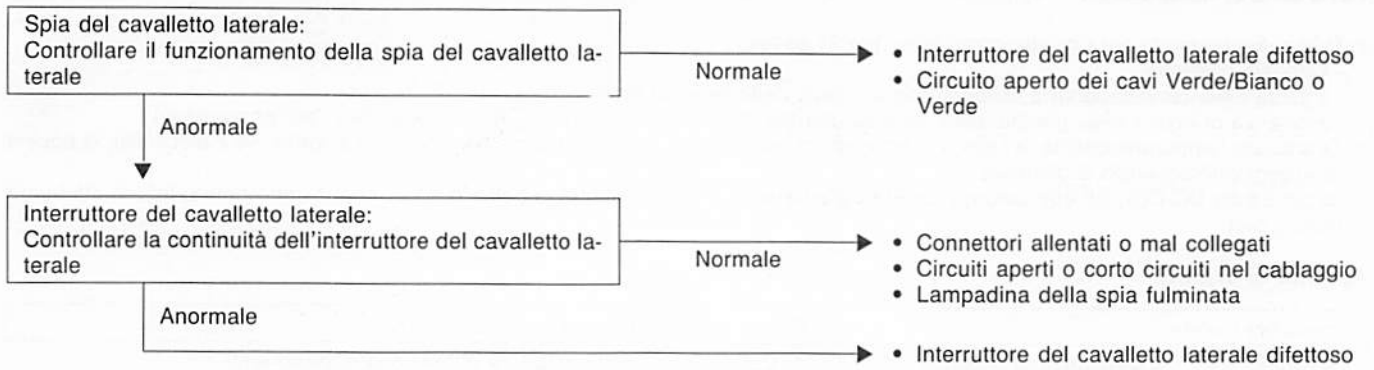 Spia del cavalletto laterale:
Controllare il funzionamento della spia del cavalletto la-
terale
Normale
• Interruttore del cavalletto laterale difettoso
• Circuito aperto dei cavi Verde/Bianco o
Verde
Anormale
Interruttore del cavalletto laterale:
Controllare la continuità dell'interruttore del cavalletto la-
terale
Normale
• Connettori allentati o mal collegati
• Circuiti aperti o corto circuiti nel cablaggio
• Lampadina della spia fulminata
Anormale
• Interruttore del cavalletto laterale difettoso